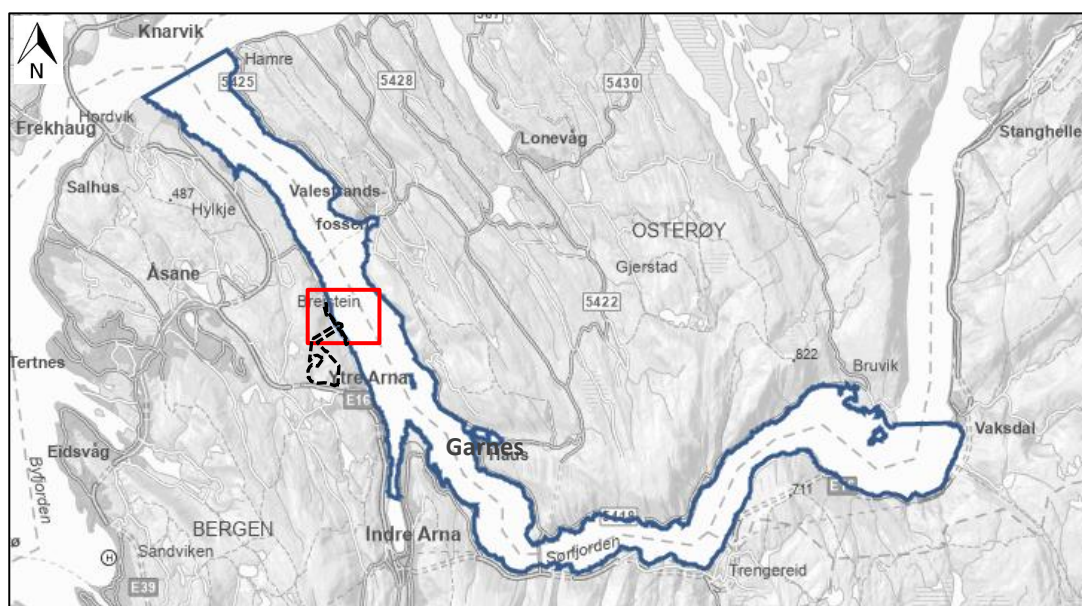 N
Knarvik
Hamre
567
5425
5428
5430
Frekhaug
Hordvik
Lonevåg
Stanghelle
Salhus
487
Hylkje
Valestrands-
fossen
OSTERØY
Gjerstad
Åsane
5422
Breistein
822
Bruvik
Tertnes
Ytre Arna
E16
Garnes
Haus
Vaksdal
Eidsvåg
Byfjorden
711
E16
5418
BERGEN
Indre Arna
Sørfjorden
Sandviken
H
Trengereid
E39